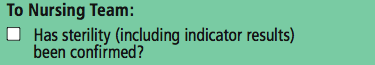 To Nursing Team:
☐ Has sterility (including indicator results)
been confirmed?